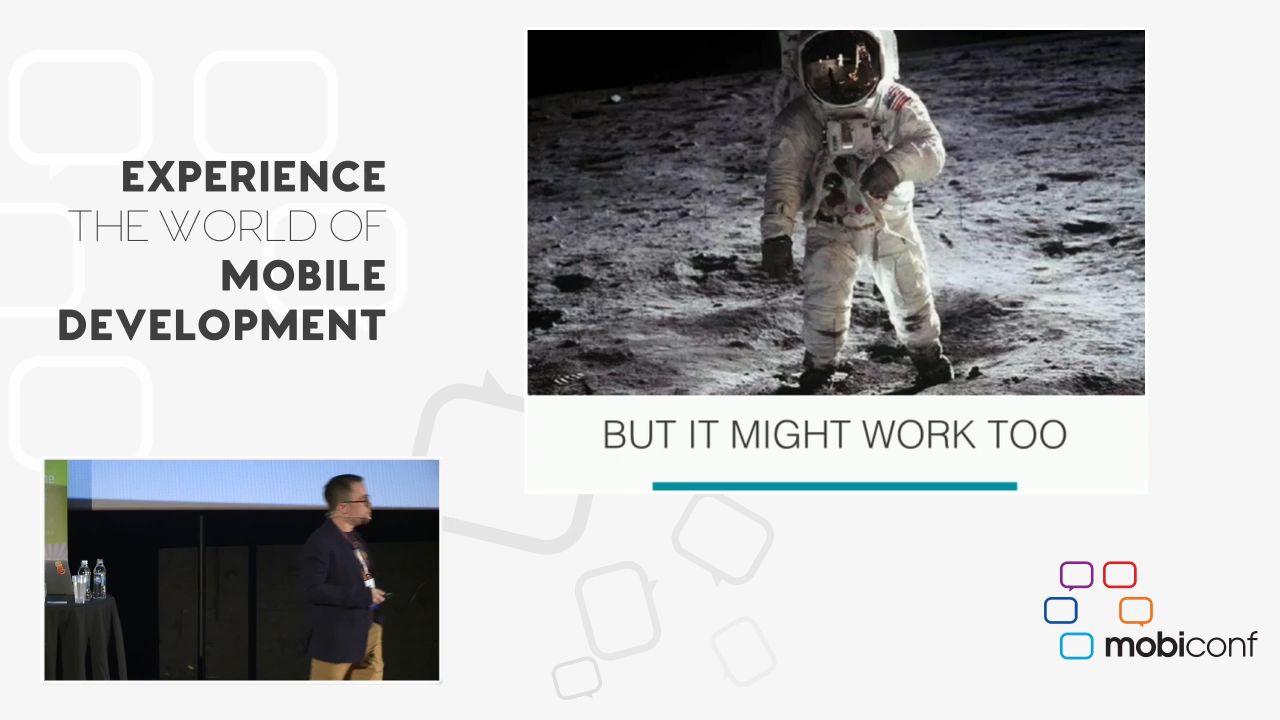 EXPERIENCE
THE WORLD OF
MOBILE
DEVELOPMENT
BUT IT MIGHT WORK TOO
mobiconf